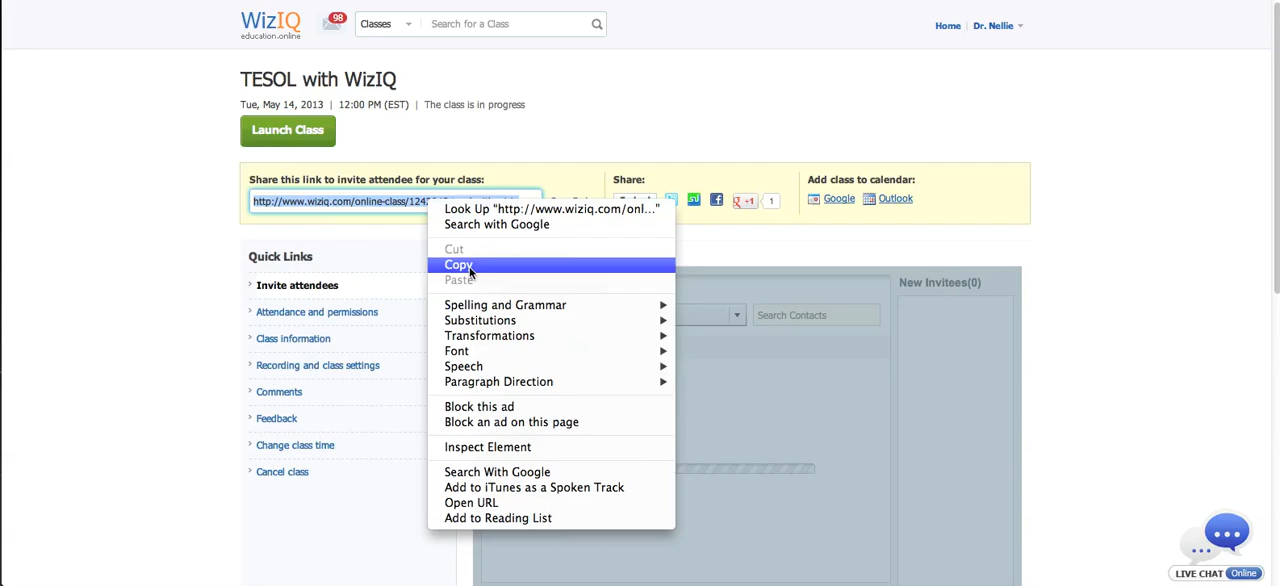 WizIQ
education.online
98
Classes
Search for a Class
Home | Dr. Nellie
TESOL with WizIQ
Tue, May 14, 2013 | 12:00 PM (EST) | The class is in progress
Launch Class
Share this link to invite attendee for your class:
http://www.wiziq.com/online-class/124
Share:
+1
1
Add class to calendar:
Google
Outlook
Look Up "http://www.wiziq.com/onl..."
Search with Google
Cut
Copy
Paste
Spelling and Grammar
Substitutions
Transformations
Font
Speech
Paragraph Direction
Block this ad
Block an ad on this page
Inspect Element
Search With Google
Add to iTunes as a Spoken Track
Open URL
Add to Reading List
Quick Links
Invite attendees
Attendance and permissions
Class information
Recording and class settings
Comments
Feedback
Change class time
Cancel class
Search Contacts
New Invitees(0)
LIVE CHAT Online